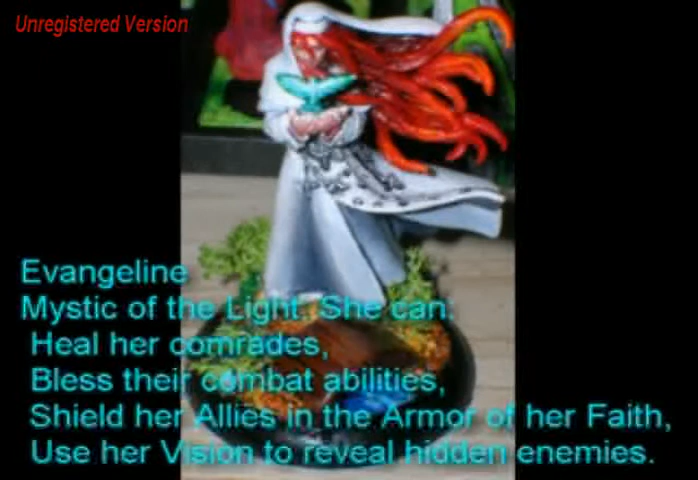 Unregistered Version
Evangeline
Mystic of the Light. She can:
Heal her comrades,
Bless their combat abilities,
Shield her Allies in the Armor of her Faith,
Use her Vision to reveal hidden enemies.